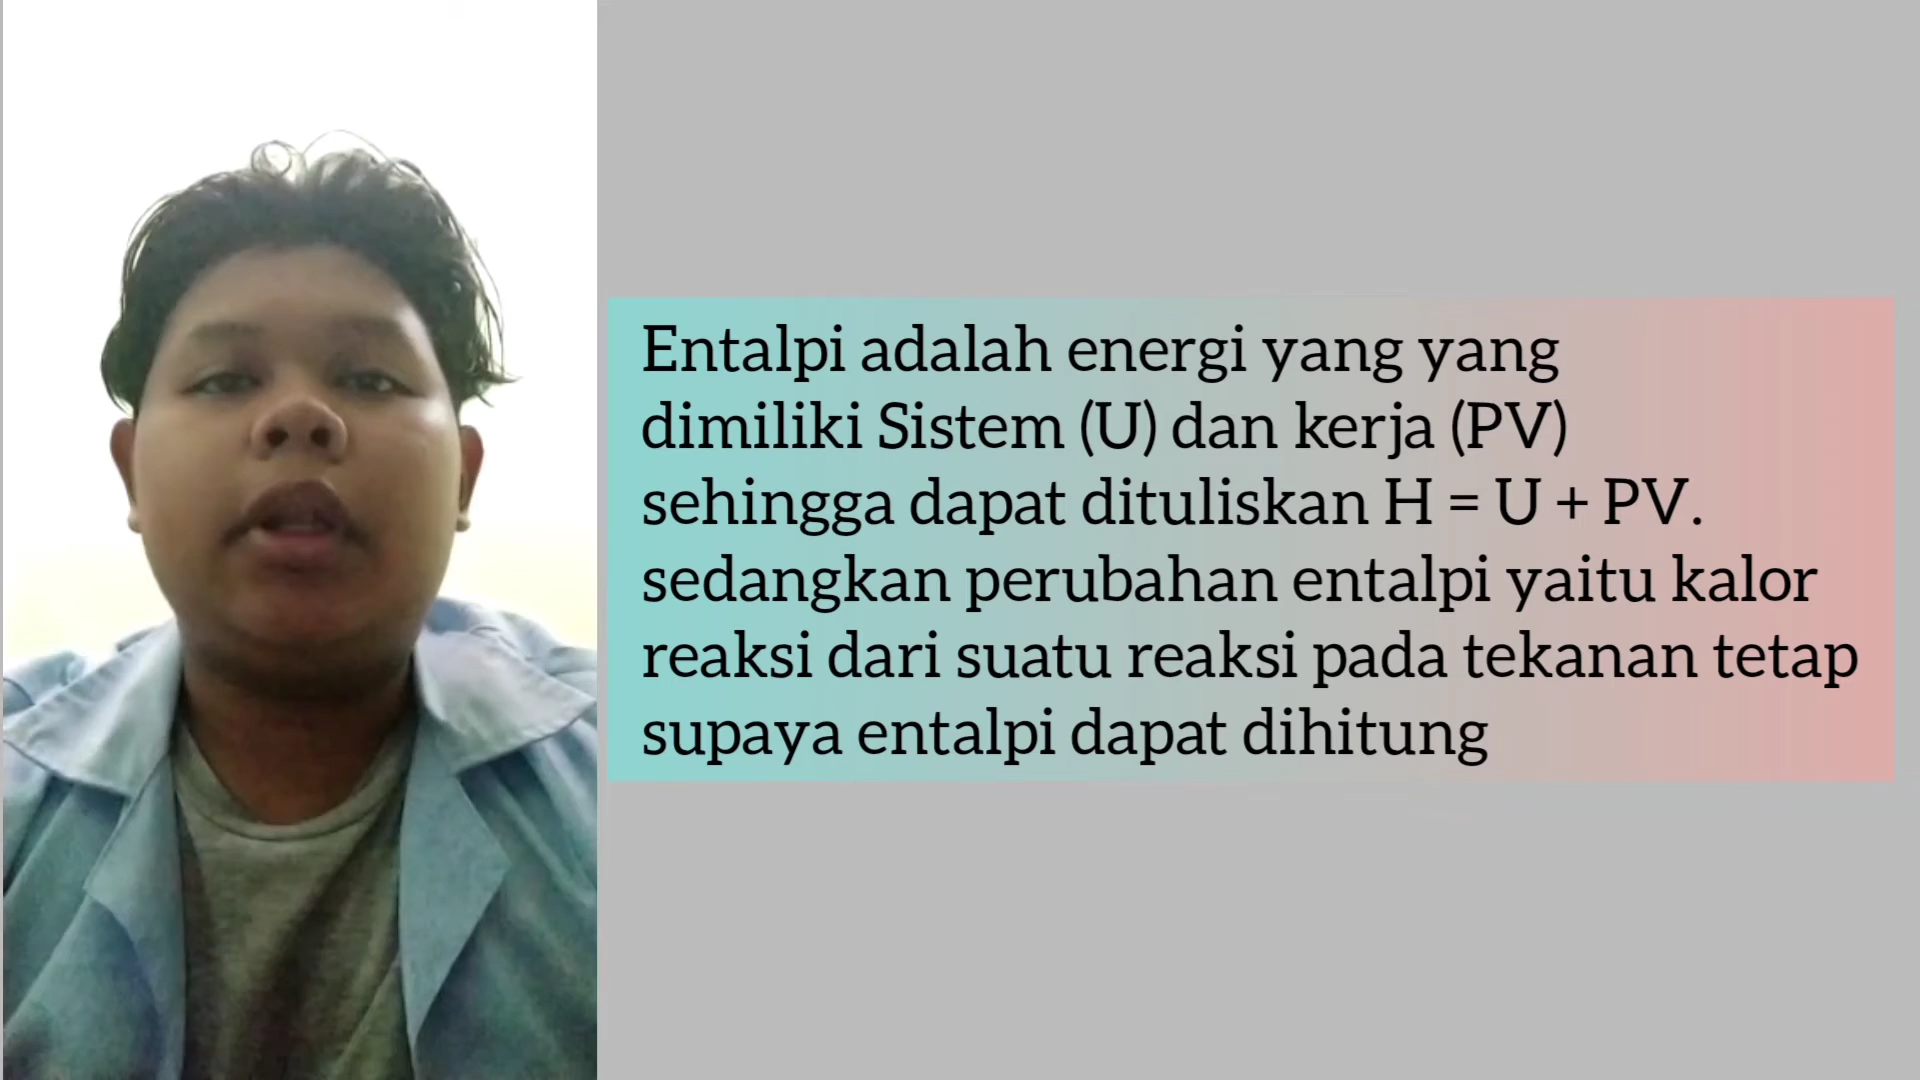 Entalpi adalah energi yang yang
dimiliki Sistem (U) dan kerja (PV)
sehingga dapat dituliskan H = U + PV.
sedangkan perubahan entalpi yaitu kalor
reaksi dari suatu reaksi pada tekanan tetap
supaya entalpi dapat dihitung